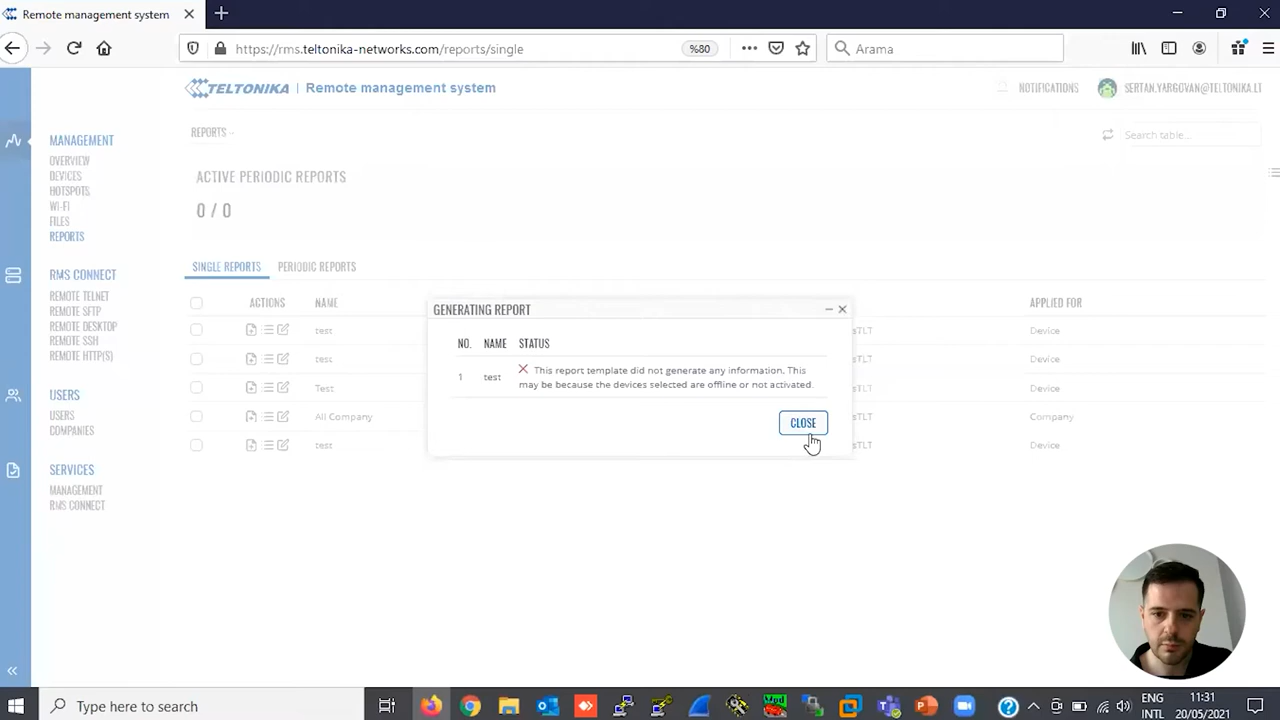 Remote management system
https://rms.teltonika-networks.com/reports/single
%80
Arama
TELTONIKA | Remote management system
NOTIFICATIONS
SERTAN.YARGOVAN@TELTONIKA.LT
MANAGEMENT
OVERVIEW
DEVICES
HOTSPOTS
WI-FI
FILES
REPORTS
RMS CONNECT
REMOTE TELNET
REMOTE SFTP
REMOTE DESKTOP
REMOTE SSH
REMOTE HTTP(S)
USERS
USERS
COMPANIES
SERVICES
MANAGEMENT
RMS CONNECT
REPORTS
Search table...
ACTIVE PERIODIC REPORTS
0 / 0
SINGLE REPORTS PERIODIC REPORTS
ACTIONS NAME APPLIED FOR
test sTLT Device
test sTLT Device
Test sTLT Device
All Company sTLT Company
test sTLT Device
GENERATING REPORT
NO. NAME STATUS
1 test This report template did not generate any information. This
may be because the devices selected are offline or not activated.
CLOSE
Type here to search
ENG
INTL
11:31
20/05/2021